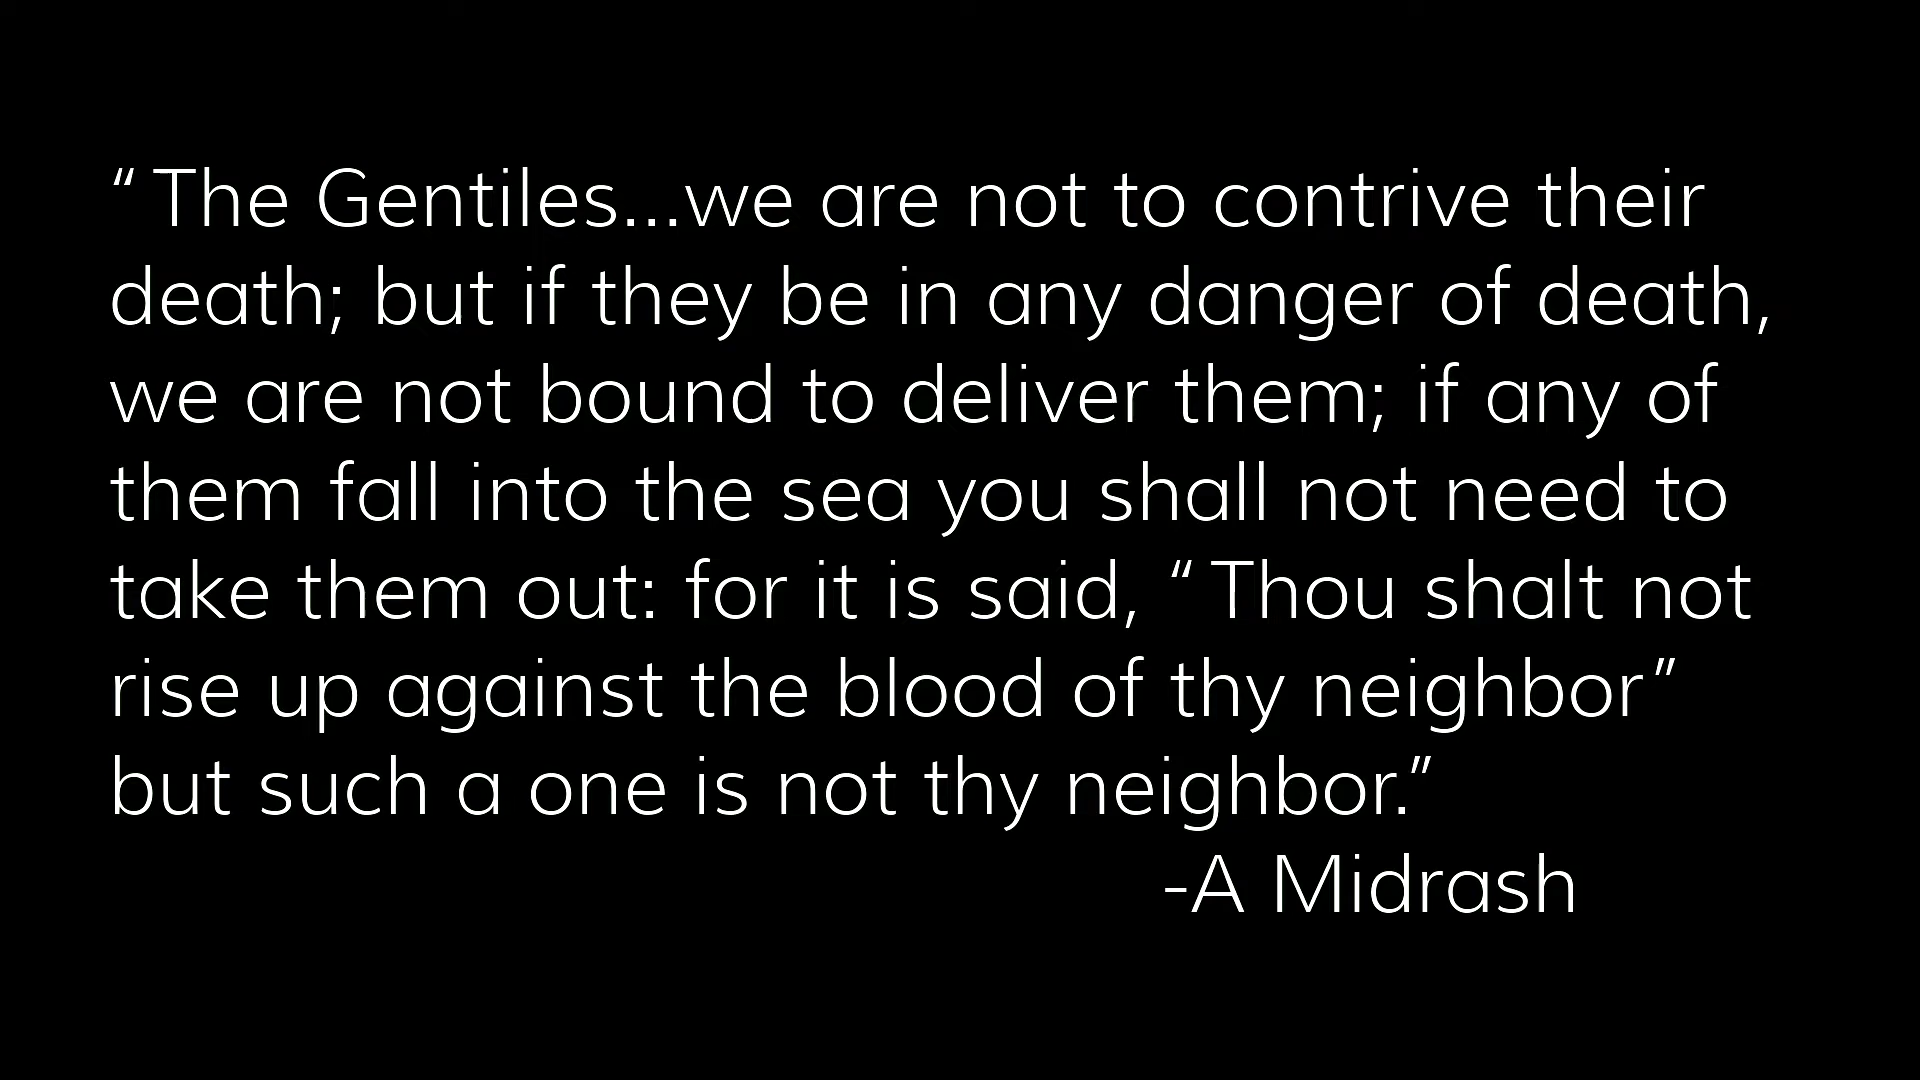 “The Gentiles...we are not to contrive their
death; but if they be in any danger of death,
we are not bound to deliver them; if any of
them fall into the sea you shall not need to
take them out: for it is said, “Thou shalt not
rise up against the blood of thy neighbor”
but such a one is not thy neighbor.”
-A Midrash